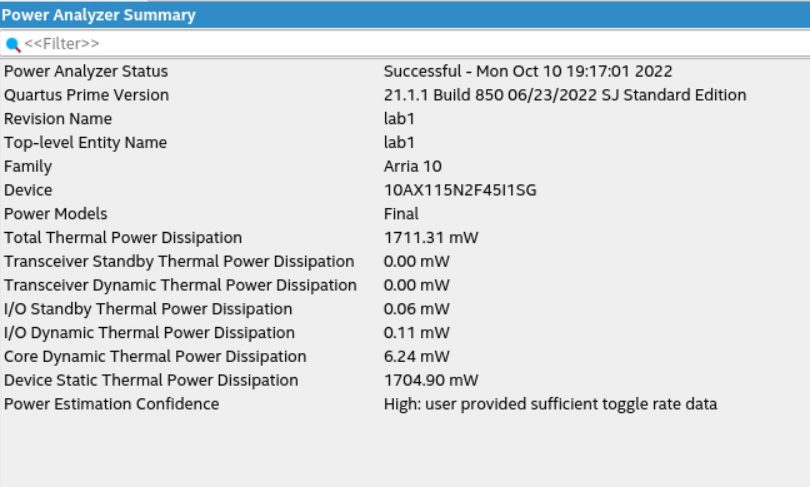 Power Analyzer Summary
<<Filter>>
Power Analyzer Status Successful - Mon Oct 10 19:17:01 2022
Quartus Prime Version 21.1.1 Build 850 06/23/2022 SJ Standard Edition
Revision Name lab1
Top-level Entity Name lab1
Family Arria 10
Device 10AX115N2F45I1SG
Power Models Final
Total Thermal Power Dissipation 1711.31 mW
Transceiver Standby Thermal Power Dissipation 0.00 mW
Transceiver Dynamic Thermal Power Dissipation 0.00 mW
I/O Standby Thermal Power Dissipation 0.06 mW
I/O Dynamic Thermal Power Dissipation 0.11 mW
Core Dynamic Thermal Power Dissipation 6.24 mW
Device Static Thermal Power Dissipation 1704.90 mW
Power Estimation Confidence High: user provided sufficient toggle rate data